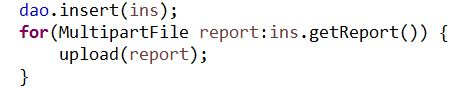 dao.insert(ins);
for(MultipartFile report:ins.getReport()) {
    upload(report);
}